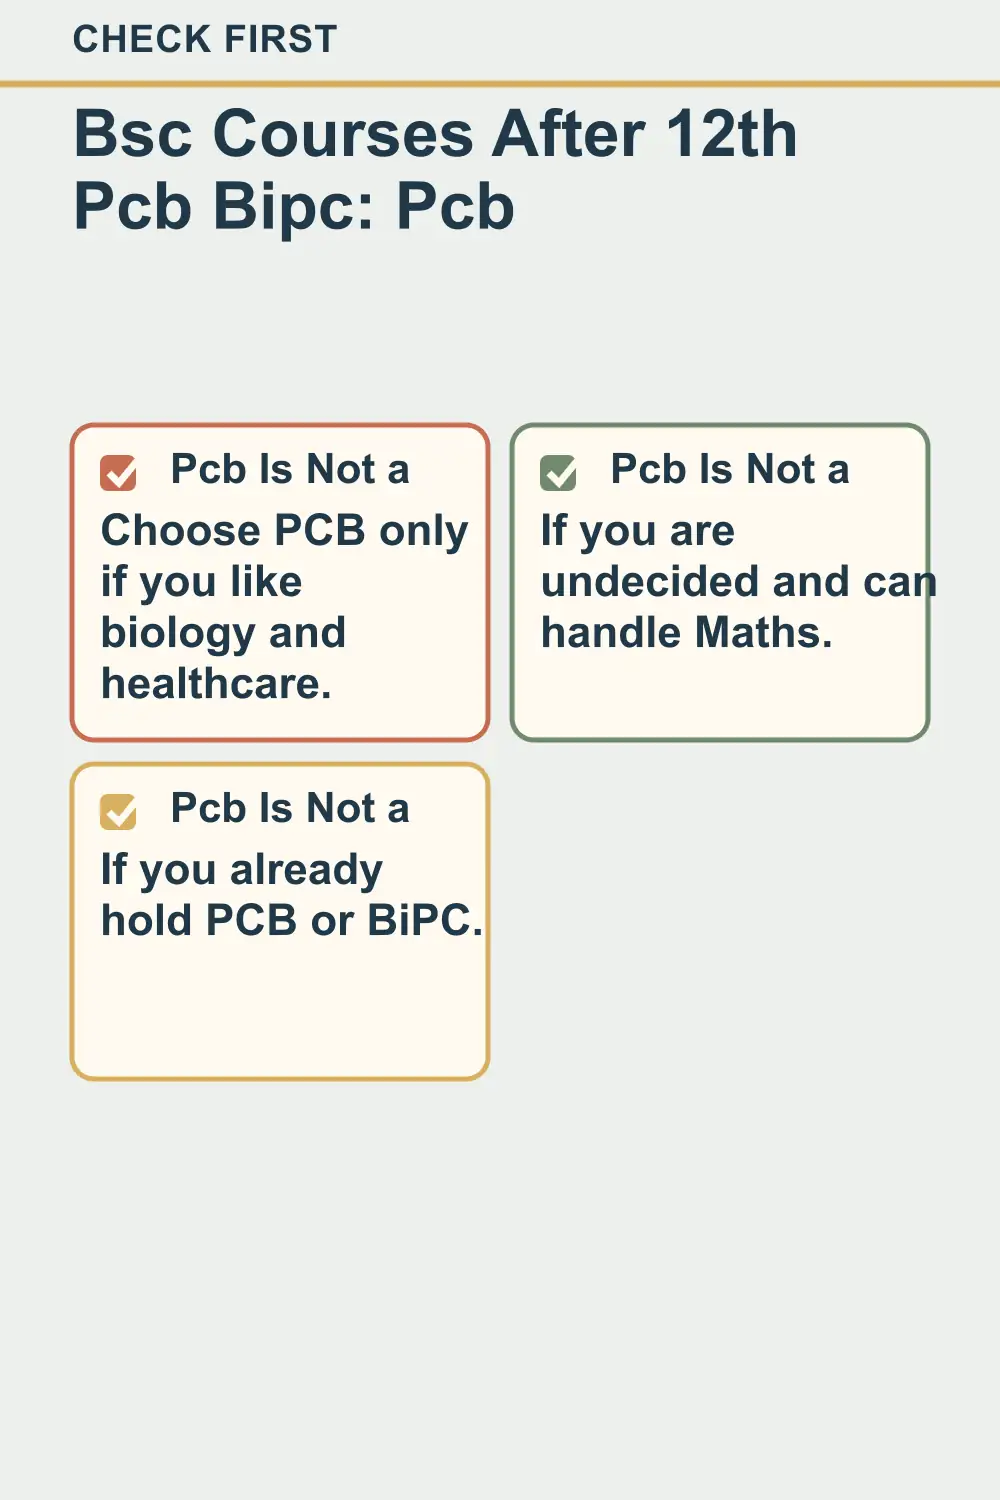 CHECK FIRST
Bsc Courses After 12th
Pcb Bipc: Pcb
Pcb Is Not a
Choose PCB only
if you like
biology and
healthcare.
Pcb Is Not a
If you are
undecided and can
handle Maths.
Pcb Is Not a
If you already
hold PCB or BiPC.